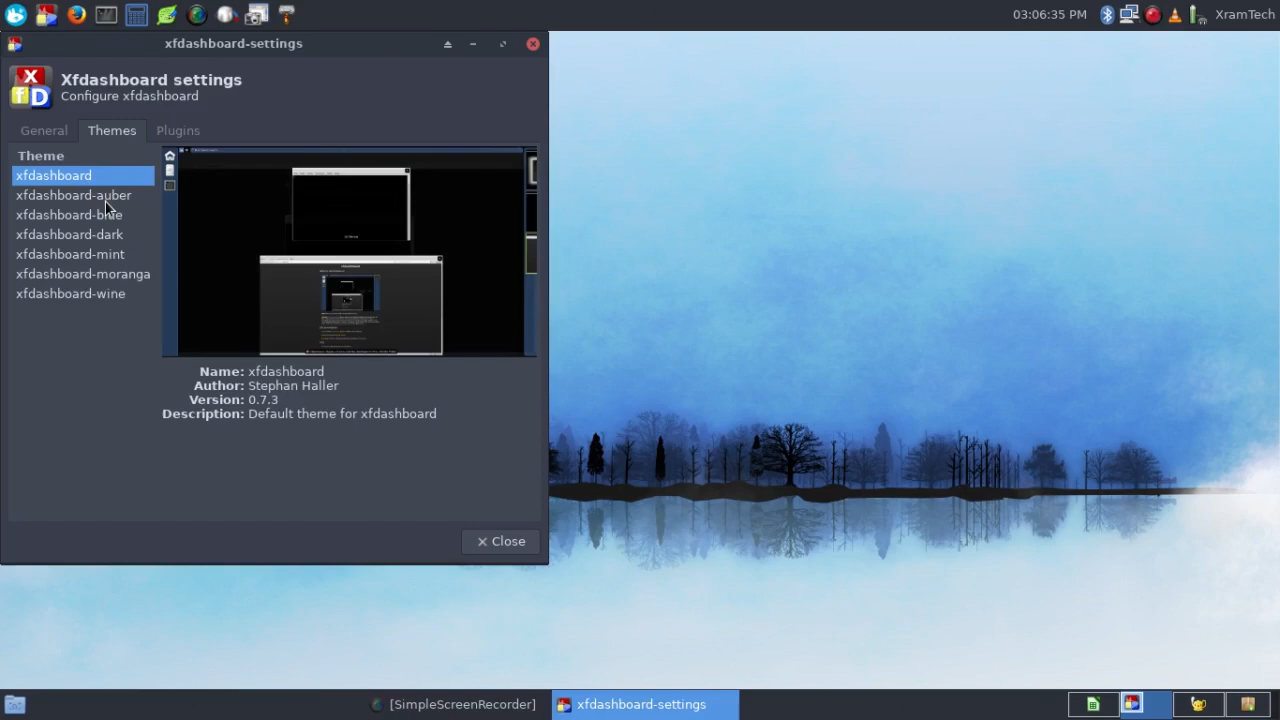 03:06:35 PM
XramTech
xfdashboard-settings
Xfdashboard settings
Configure xfdashboard
General
Themes
Plugins
Theme
xfdashboard
xfdashboard-auber
xfdashboard-blue
xfdashboard-dark
xfdashboard-mint
xfdashboard-moranga
xfdashboard-wine
Name: xfdashboard
Author: Stephan Haller
Version: 0.7.3
Description: Default theme for xfdashboard
Close
[SimpleScreenRecorder]
xfdashboard-settings